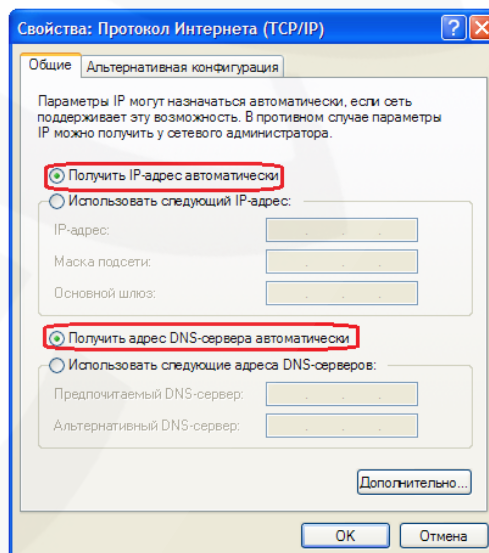 Свойства: Протокол Интернета (TCP/IP)
Общие
Альтернативная конфигурация
Параметры IP могут назначаться автоматически, если сеть
поддерживает эту возможность. В противном случае параметры
IP можно получить у сетевого администратора.
Получить IP-адрес автоматически
Использовать следующий IP-адрес:
IP-адрес:
Маска подсети:
Основной шлюз:
Получить адрес DNS-сервера автоматически
Использовать следующие адреса DNS-серверов:
Предпочитаемый DNS-сервер:
Альтернативный DNS-сервер:
Дополнительно...
OK
Отмена